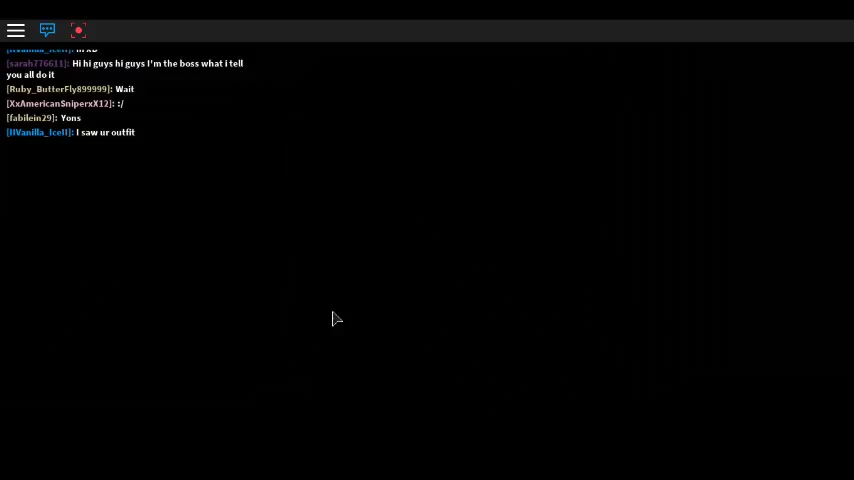 [sarah776611]: Hi hi guys hi guys I'm the boss what i tell
you all do it
[Ruby_ButterFly899999]: Wait
[XxAmericanSniperxX12]: :/
[fabilein29]: Yons
[IIVanilla_IceII]: I saw ur outfit